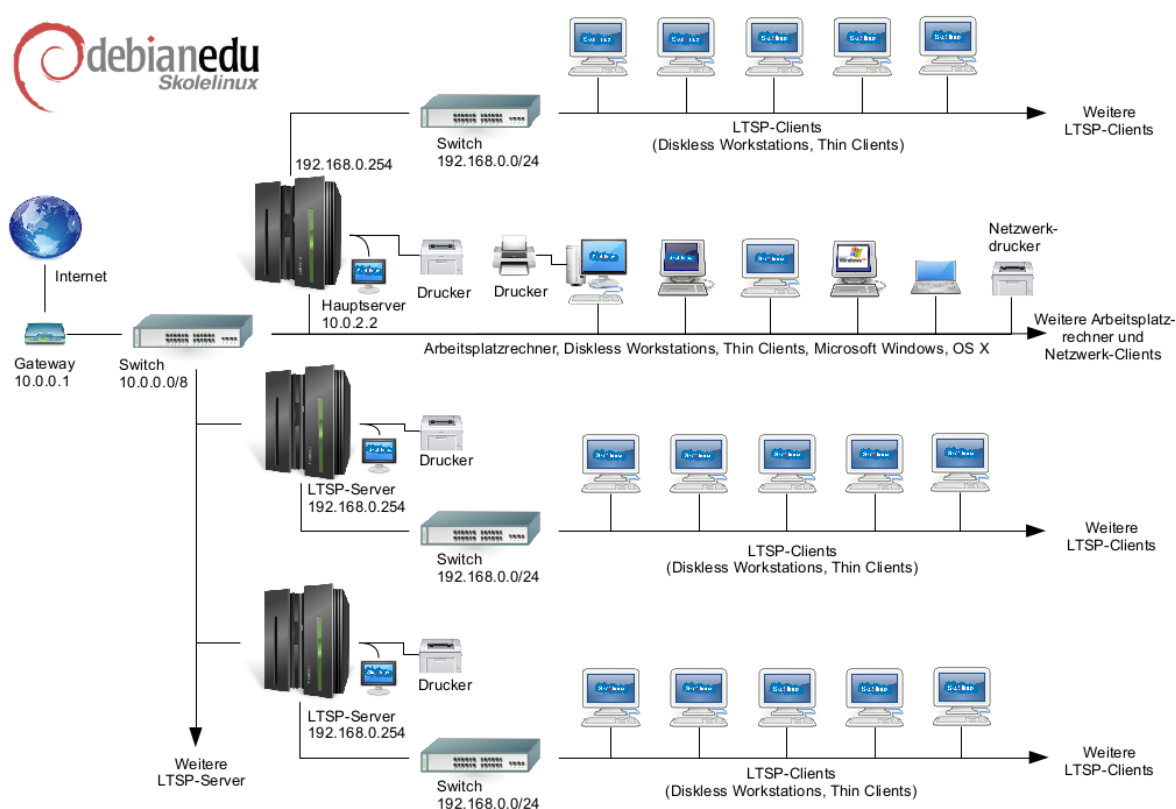 debianedu
Skolelinux
LTSP-Clients
(Diskless Workstations, Thin Clients)
Weitere
LTSP-Clients
Switch
192.168.0.0/24
192.168.0.254
Internet
Drucker
Drucker
Netzwerk-
drucker
Hauptserver
10.0.2.2
Gateway
10.0.0.1
Switch
10.0.0.0/8
Arbeitsplatzrechner, Diskless Workstations, Thin Clients, Microsoft Windows, OS X
Weitere Arbeitsplatz-
rechner und
Netzwerk-Clients
Windows
Drucker
LTSP-Server
192.168.0.254
Switch
192.168.0.0/24
LTSP-Clients
(Diskless Workstations, Thin Clients)
Weitere
LTSP-Clients
Drucker
LTSP-Server
192.168.0.254
Weitere
LTSP-Server
Switch
192.168.0.0/24
LTSP-Clients
(Diskless Workstations, Thin Clients)
Weitere
LTSP-Clients